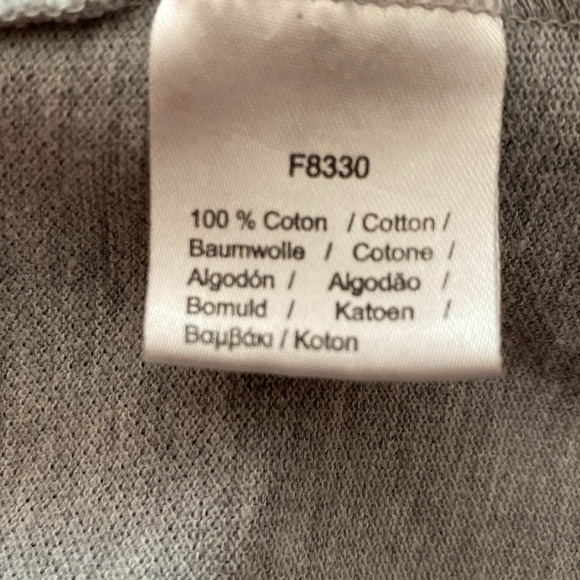 F8330
100 % Coton / Cotton /
Baumwolle / Cotone /
Algodón / Algodão /
Bomuld / Katoen /
Βαμβάκι / Koton